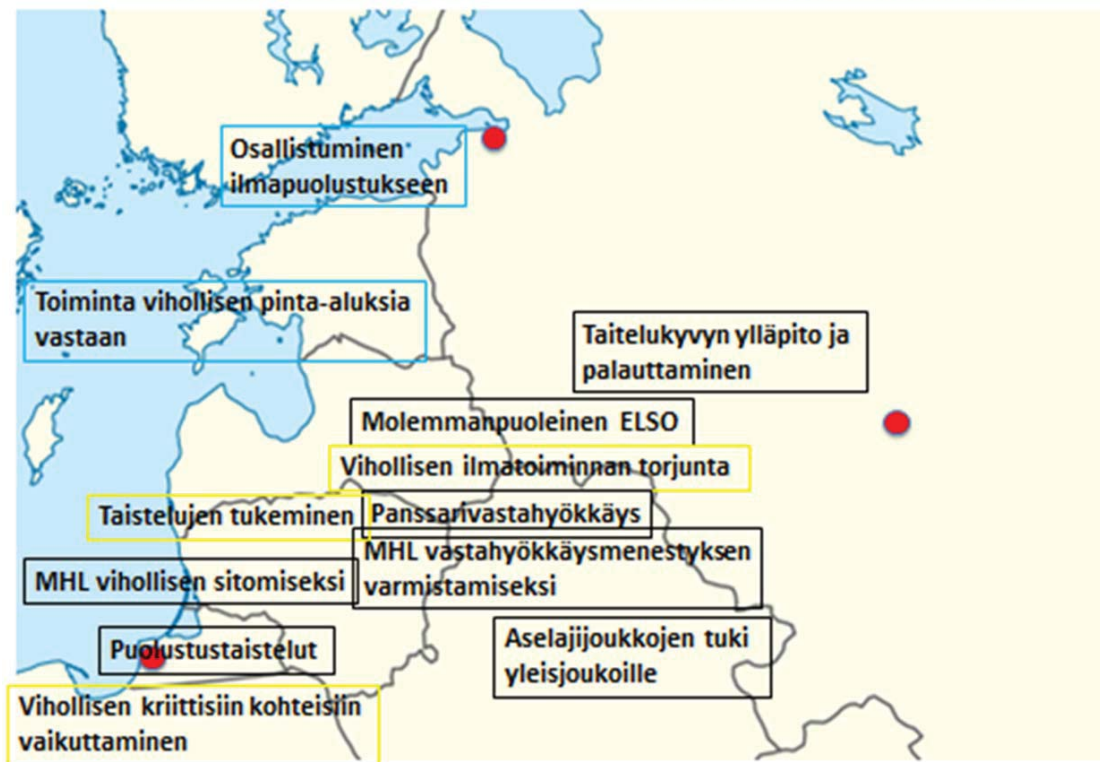 Osallistuminen
ilmapuolustukseen
Toiminta vihollisen pinta-aluksia
vastaan
Taitelukyvyn ylläpito ja
palauttaminen
Molemmanpuoleinen ELSO
Vihollisen ilmatoiminnan torjunta
Taistelujen tukeminen
Panssarivastahyökkäys
MHL vastahyökkäysmenestyksen
varmistamiseksi
MHL vihollisen sitomiseksi
Aselajijoukkojen tuki
yleisjoukoille
Puolustustaistelut
Vihollisen kriittisiin kohteisiin
vaikuttaminen